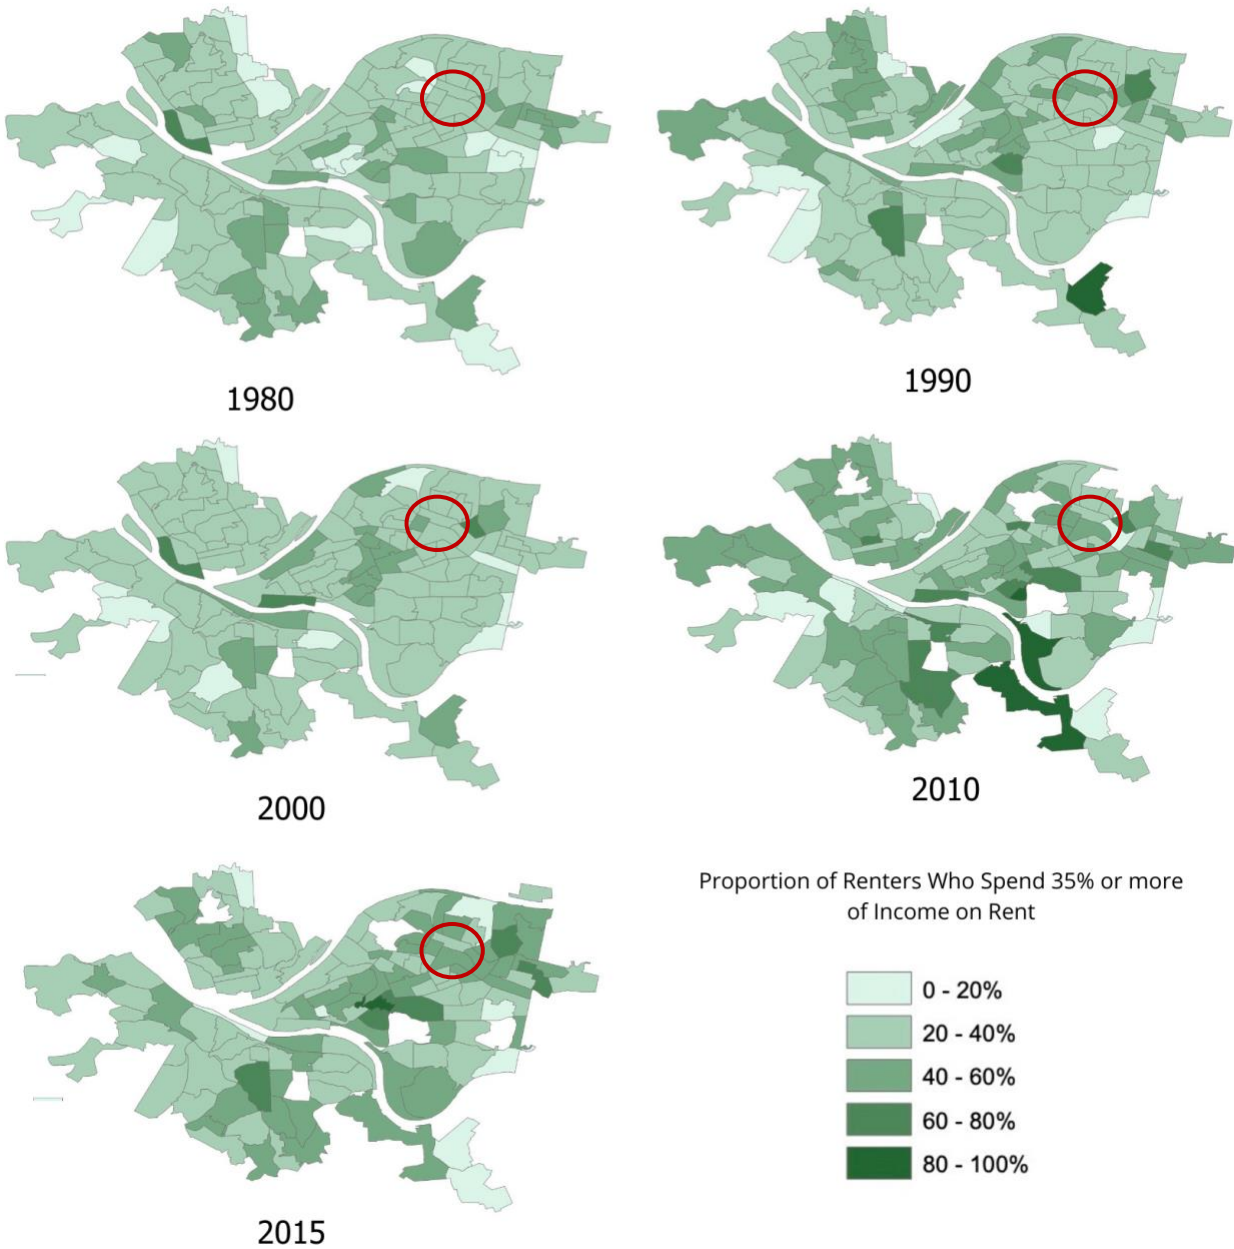 1980
1990
2000
2010
2015
Proportion of Renters Who Spend 35% or more
of Income on Rent
0 - 20%
20 - 40%
40 - 60%
60 - 80%
80 - 100%